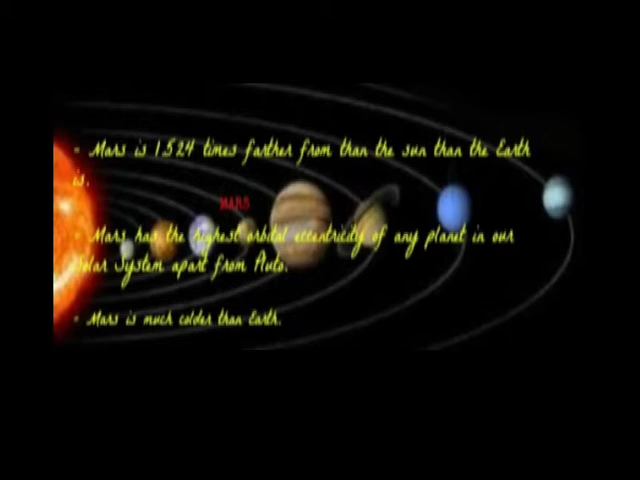 - Mars is 1.524 times farther from than the sun than the Earth
is.
MARS
- Mars has the highest orbital eccentricity of any planet in our
Solar System apart from Pluto.
- Mars is much colder than Earth.